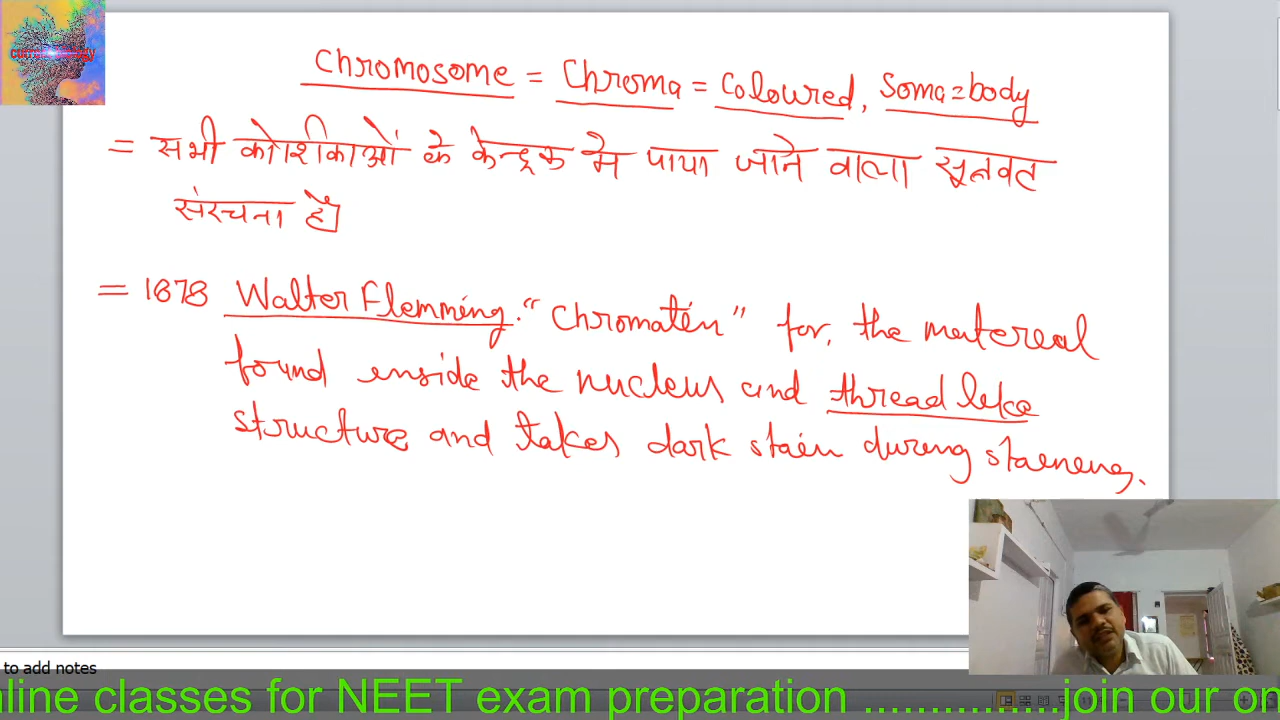 Chromosome = Chroma = Coloured, Soma = body
= सभी कोशिकाओं के केन्द्रक मे पाया जाने वाला सूत्रवत
संरचना है।
= 1878 Walter Flemming. "Chromatin" for, the material
found inside the nucleus and thread like
structure and takes dark stain during staining.
to add notes
nline classes for NEET exam preparation ................join our on